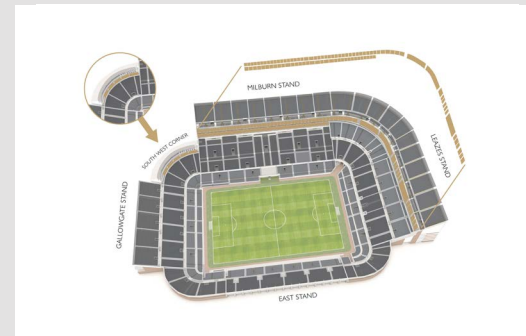 MILBURN STAND
SOUTH WEST CORNER
LEAZES STAND
GALLOWGATE STAND
EAST STAND